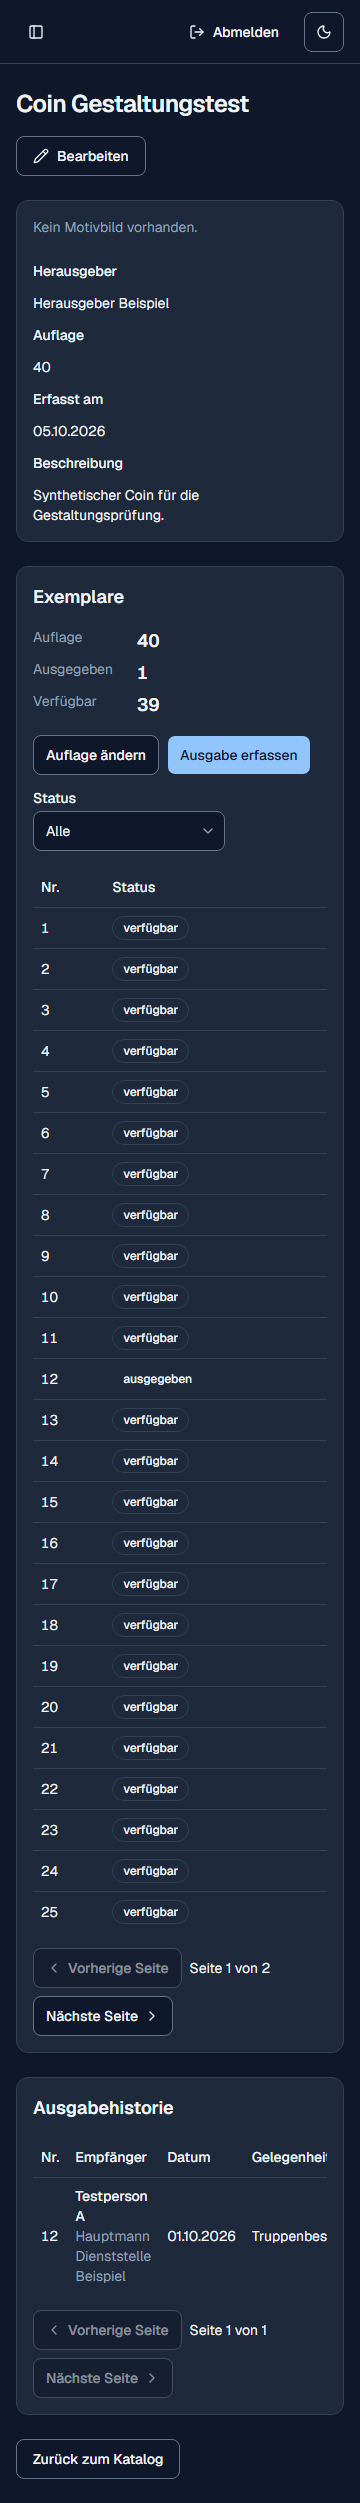 Abmelden
Coin Gestaltungstest
Bearbeiten
Kein Motivbild vorhanden.
Herausgeber
Herausgeber Beispiel
Auflage
40
Erfasst am
05.10.2026
Beschreibung
Synthetischer Coin für die
Gestaltungsprüfung.
Exemplare
Auflage 40
Ausgegeben 1
Verfügbar 39
Auflage ändern Ausgabe erfassen
Status
Alle
Nr. Status
1 verfügbar
2 verfügbar
3 verfügbar
4 verfügbar
5 verfügbar
6 verfügbar
7 verfügbar
8 verfügbar
9 verfügbar
10 verfügbar
11 verfügbar
12 ausgegeben
13 verfügbar
14 verfügbar
15 verfügbar
16 verfügbar
17 verfügbar
18 verfügbar
19 verfügbar
20 verfügbar
21 verfügbar
22 verfügbar
23 verfügbar
24 verfügbar
25 verfügbar
Vorherige Seite Seite 1 von 2
Nächste Seite
Ausgabehistorie
Nr. Empfänger Datum Gelegenheit
Testperson
A
12 Hauptmann 01.10.2026 Truppenbes
Dienststelle
Beispiel
Vorherige Seite Seite 1 von 1
Nächste Seite
Zurück zum Katalog